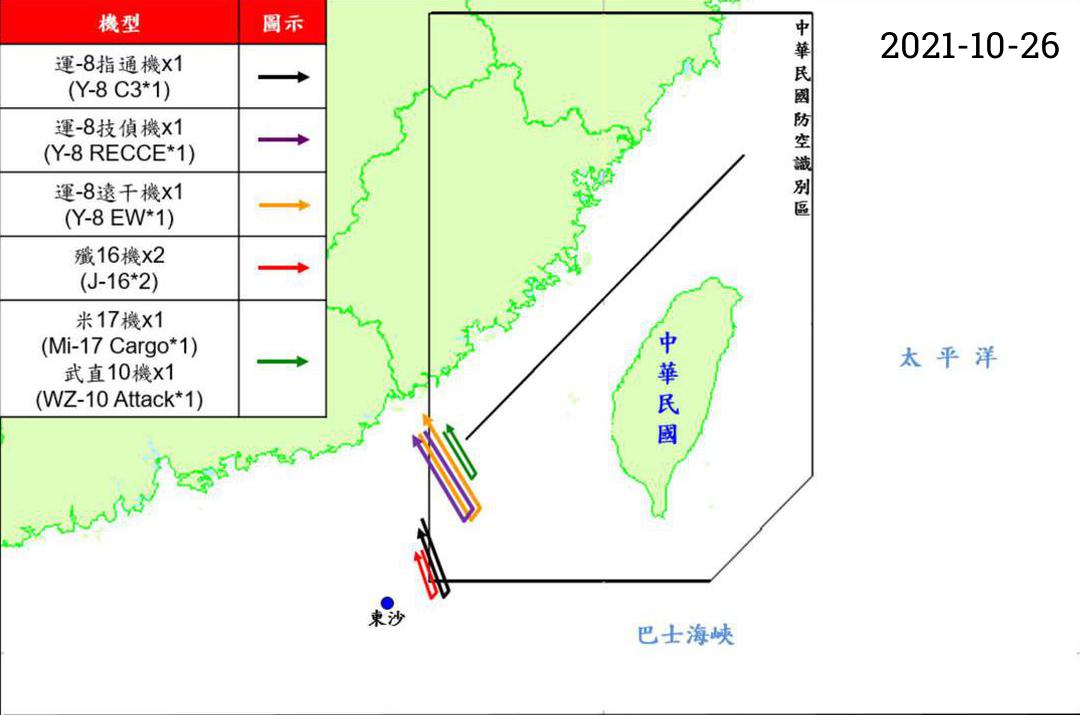 機型 圖示
運-8指通機x1
(Y-8 C3*1)
運-8技偵機x1
(Y-8 RECCE*1)
運-8遠干機x1
(Y-8 EW*1)
殲16機x2
(J-16*2)
米17機x1
(Mi-17 Cargo*1)
武直10機x1
(WZ-10 Attack*1)
2021-10-26
中華民國防空識別區
中華民國
太平洋
東沙
巴士海峽